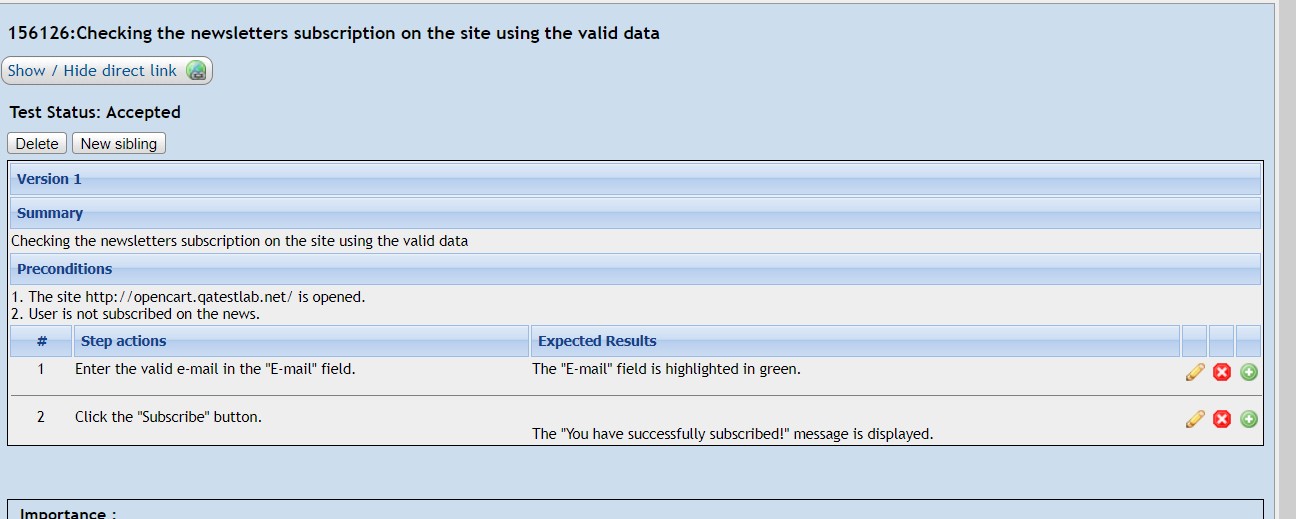 156126:Checking the newsletters subscription on the site using the valid data
Show / Hide direct link
Test Status: Accepted
Delete New sibling
Version 1
Summary
Checking the newsletters subscription on the site using the valid data
Preconditions
1. The site http://opencart.qatestlab.net/ is opened.
2. User is not subscribed on the news.
# Step actions Expected Results
1 Enter the valid e-mail in the "E-mail" field. The "E-mail" field is highlighted in green.
2 Click the "Subscribe" button.
The "You have successfully subscribed!" message is displayed.
Importance :